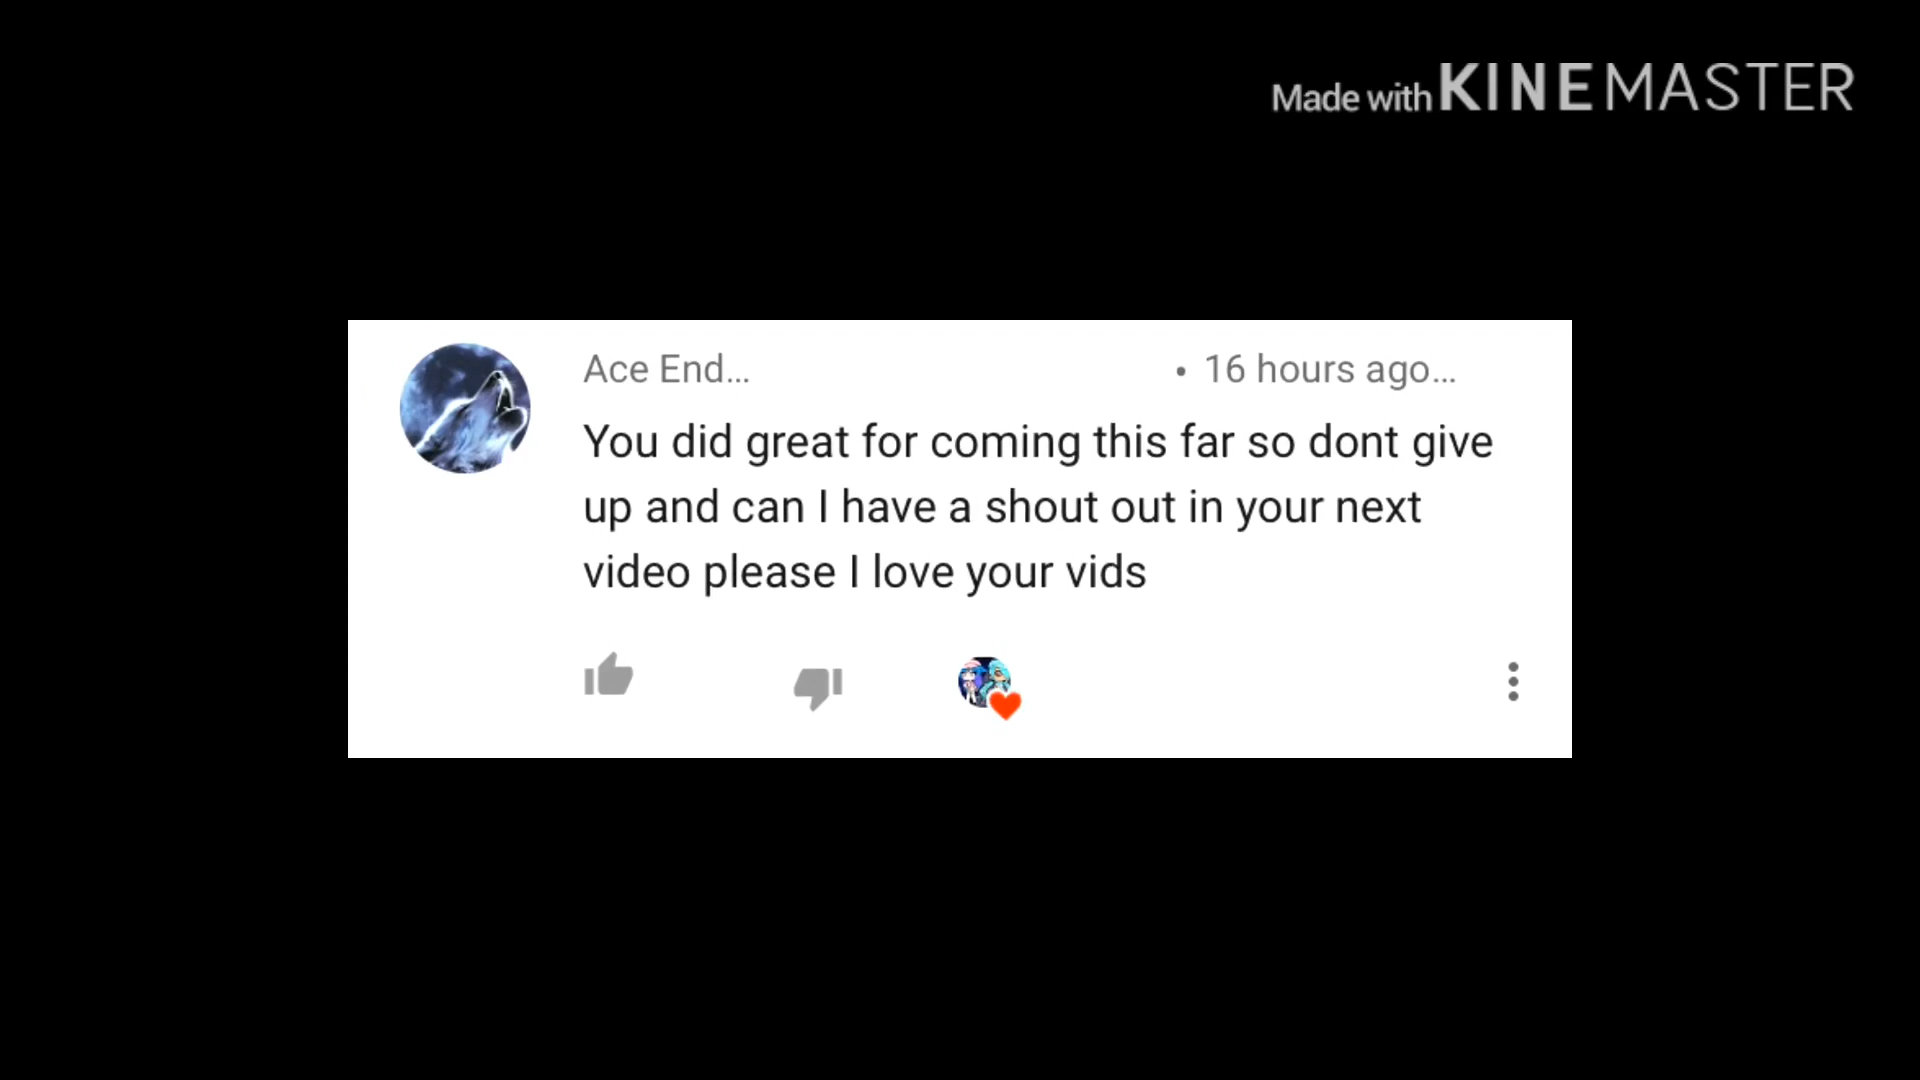 Made with KINEMASTER
Ace End... • 16 hours ago...
You did great for coming this far so dont give
up and can I have a shout out in your next
video please I love your vids